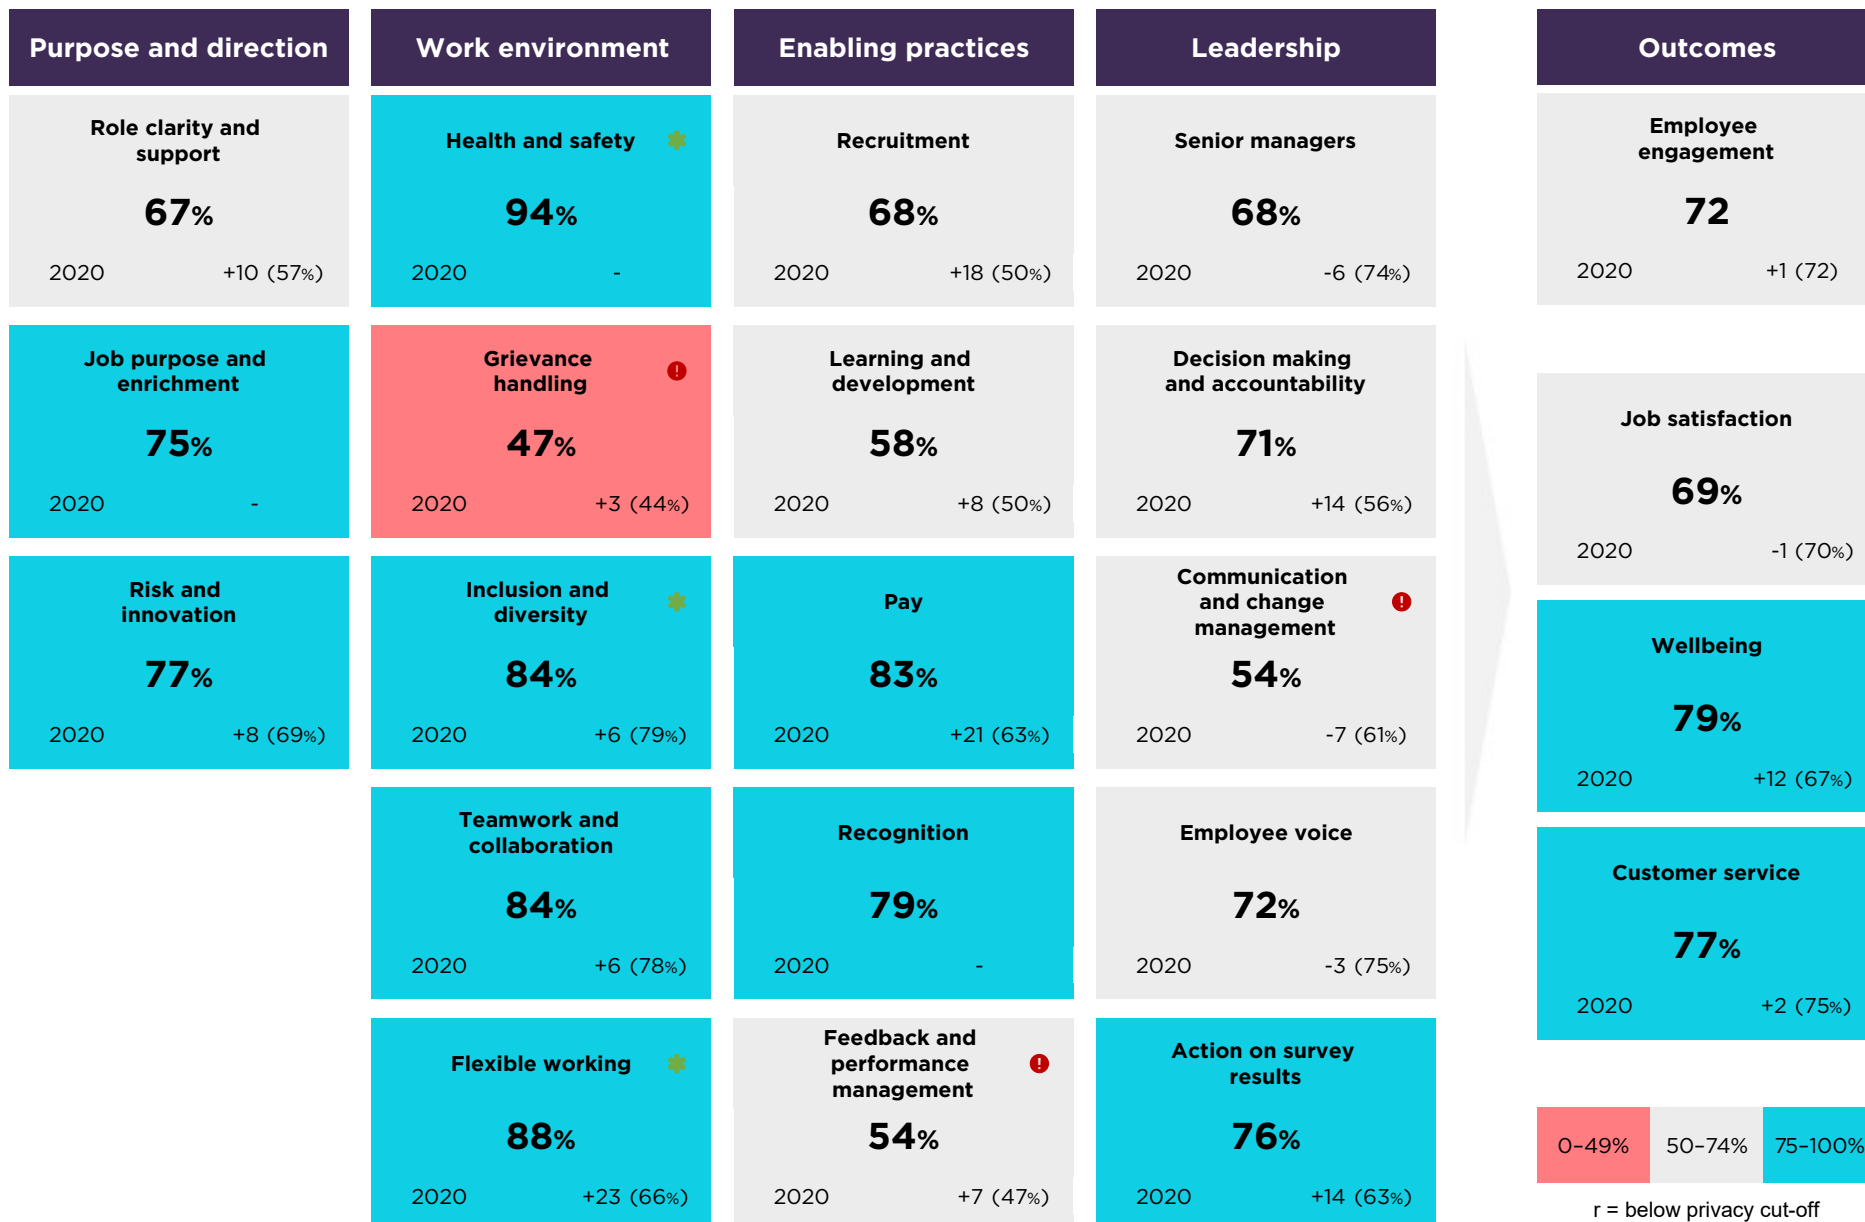 Purpose and direction
Role clarity and
support
67%
2020 +10 (57%)
Job purpose and
enrichment
75%
2020 -
Risk and
innovation
77%
2020 +8 (69%)
Work environment
Health and safety
94%
2020 -
Grievance
handling
!
47%
2020 +3 (44%)
Inclusion and
diversity
84%
2020 +6 (79%)
Teamwork and
collaboration
84%
2020 +6 (78%)
Flexible working
88%
2020 +23 (66%)
Enabling practices
Recruitment
68%
2020 +18 (50%)
Learning and
development
58%
2020 +8 (50%)
Pay
83%
2020 +21 (63%)
Recognition
79%
2020 -
Feedback and
performance
management
!
54%
2020 +7 (47%)
Leadership
Senior managers
68%
2020 -6 (74%)
Decision making
and accountability
71%
2020 +14 (56%)
Communication
and change
management
!
54%
2020 -7 (61%)
Employee voice
72%
2020 -3 (75%)
Action on survey
results
76%
2020 +14 (63%)
Outcomes
Employee
engagement
72
2020 +1 (72)
Job satisfaction
69%
2020 -1 (70%)
Wellbeing
79%
2020 +12 (67%)
Customer service
77%
2020 +2 (75%)
0–49% 50–74% 75–100%
r = below privacy cut-off